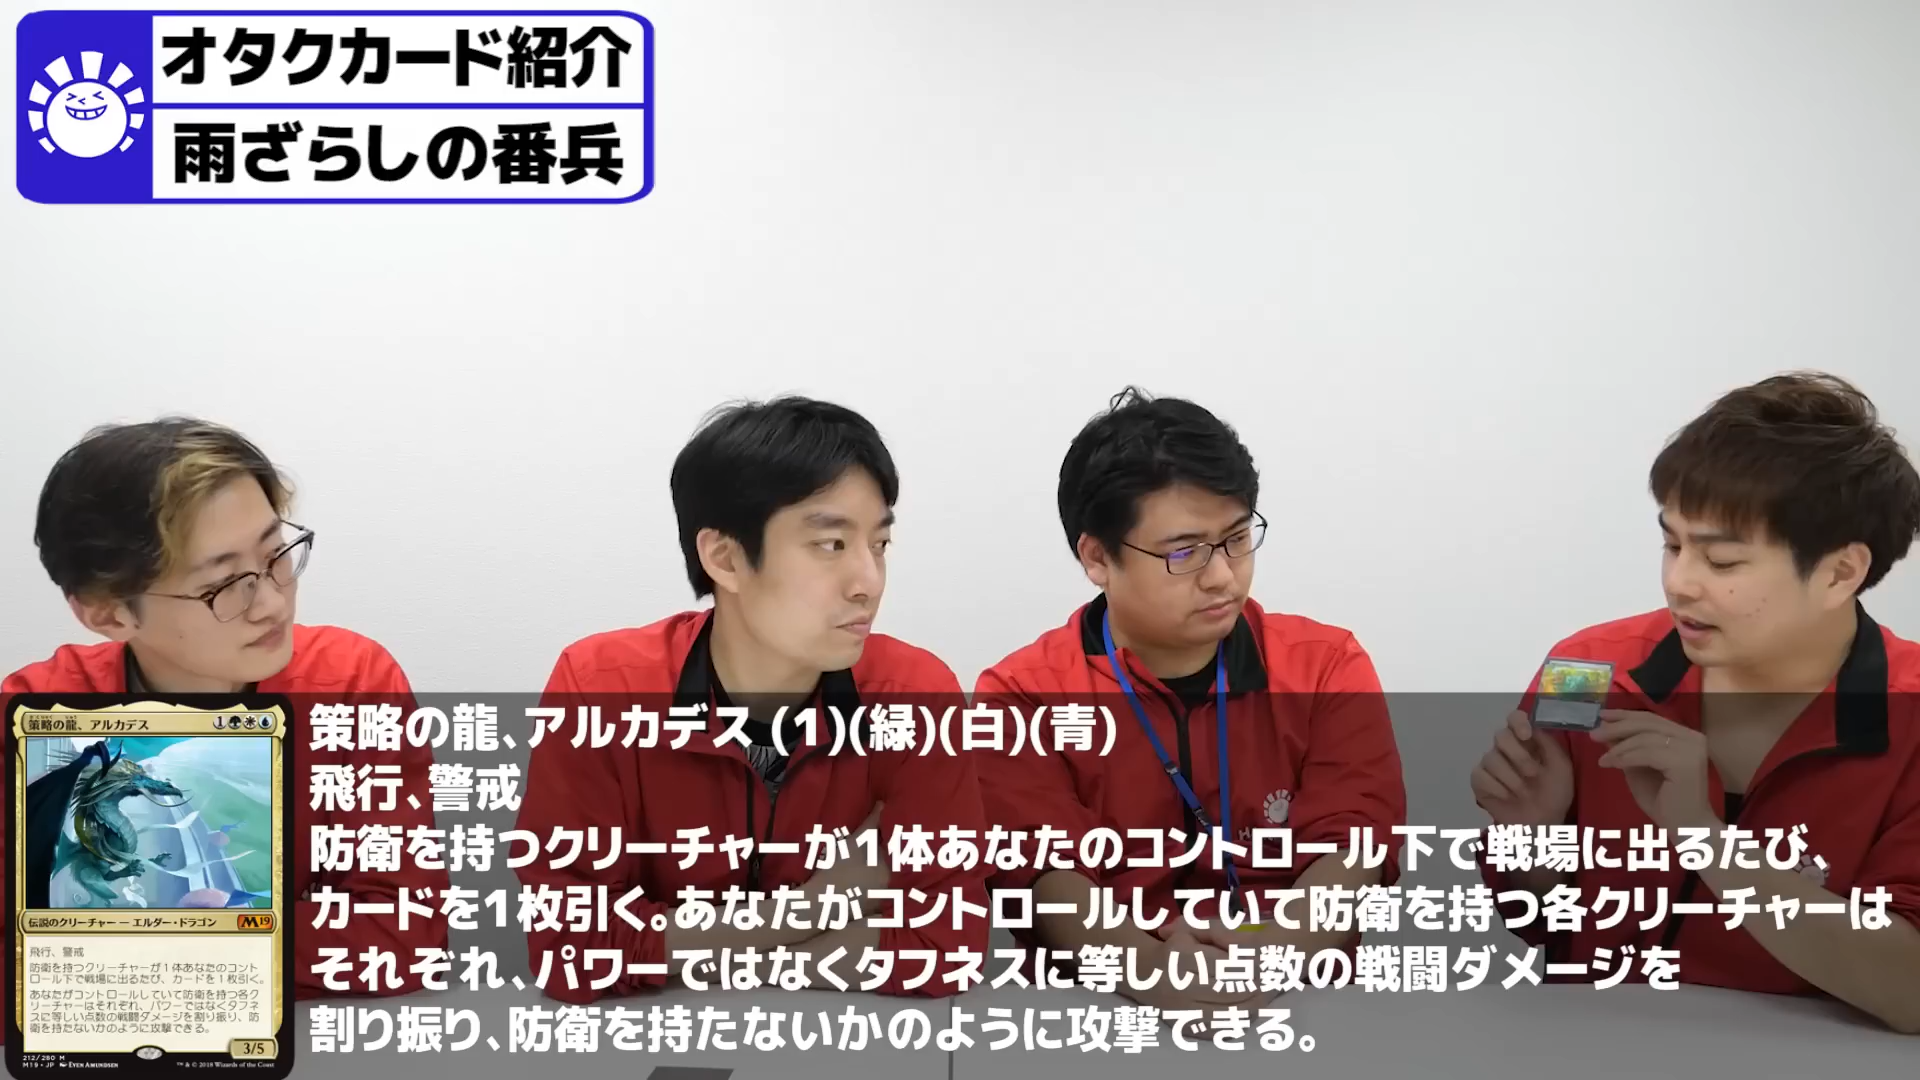 オタクカード紹介
雨ざらしの番兵
策略の龍、アルカデス (1)(緑)(白)(青)
飛行、警戒
防衛を持つクリーチャーが1体あなたのコントロール下で戦場に出るたび、
カードを1枚引く。あなたがコントロールしていて防衛を持つ各クリーチャーは
それぞれ、パワーではなくタフネスに等しい点数の戦闘ダメージを
割り振り、防衛を持たないかのように攻撃できる。
策略の龍、アルカデス 1
伝説のクリーチャー — エルダー・ドラゴン M19
飛行、警戒
防衛を持つクリーチャーが1体あなたのコント
ロール下で戦場に出るたび、カードを1枚引く。
あなたがコントロールしていて防衛を持つ各ク
リーチャーはそれぞれ、パワーではなくタフネ
スに等しい点数の戦闘ダメージを割り振り、防
衛を持たないかのように攻撃できる。
3/5
212/280 M
M19 • JP EVEN AMUNDSEN
™ & © 2018 Wizards of the Coast